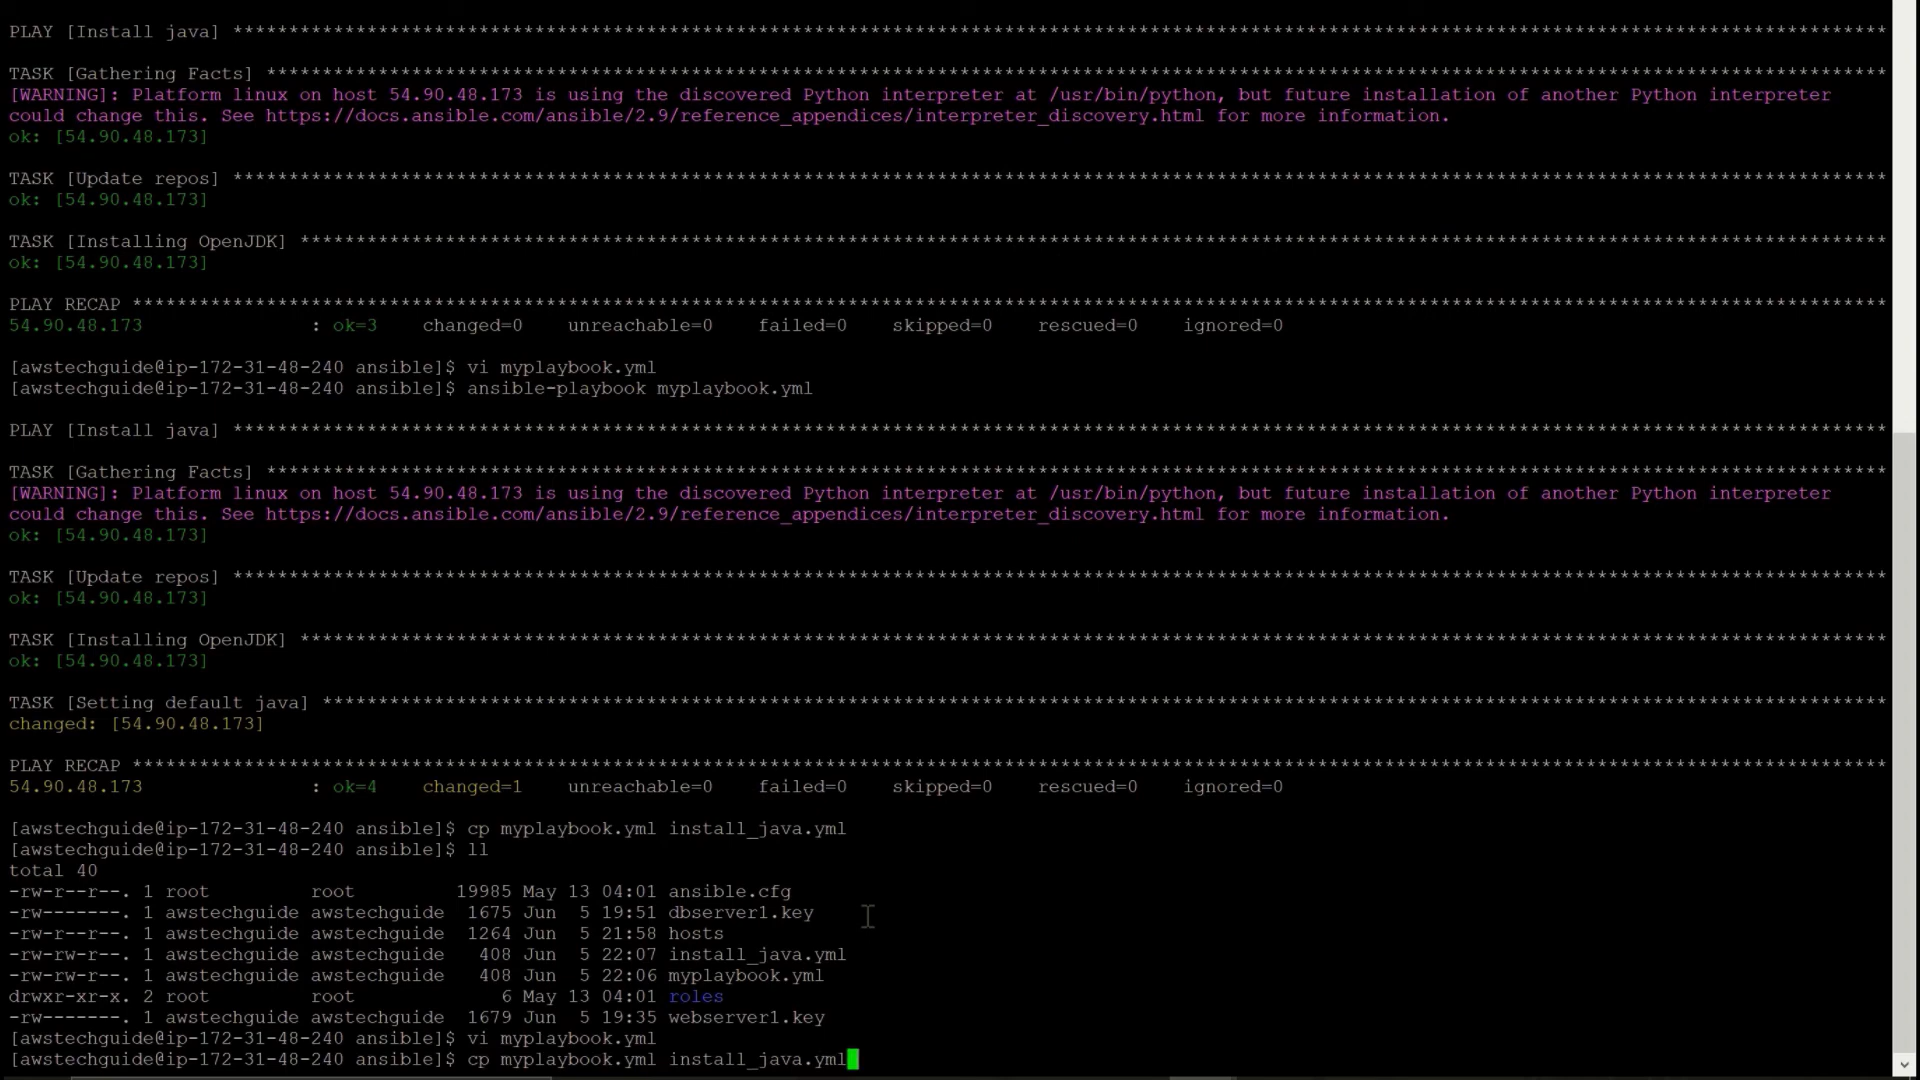 PLAY [Install java] ****************************************************************************************************************************************************
TASK [Gathering Facts] *************************************************************************************************************************************************
[WARNING]: Platform linux on host 54.90.48.173 is using the discovered Python interpreter at /usr/bin/python, but future installation of another Python interpreter
could change this. See https://docs.ansible.com/ansible/2.9/reference_appendices/interpreter_discovery.html for more information.
ok: [54.90.48.173]
TASK [Update repos] ****************************************************************************************************************************************************
ok: [54.90.48.173]
TASK [Installing OpenJDK] **********************************************************************************************************************************************
ok: [54.90.48.173]
PLAY RECAP *************************************************************************************************************************************************************
54.90.48.173               : ok=3    changed=0    unreachable=0    failed=0    skipped=0    rescued=0    ignored=0
[awstechguide@ip-172-31-48-240 ansible]$ vi myplaybook.yml
[awstechguide@ip-172-31-48-240 ansible]$ ansible-playbook myplaybook.yml
PLAY [Install java] ****************************************************************************************************************************************************
TASK [Gathering Facts] *************************************************************************************************************************************************
[WARNING]: Platform linux on host 54.90.48.173 is using the discovered Python interpreter at /usr/bin/python, but future installation of another Python interpreter
could change this. See https://docs.ansible.com/ansible/2.9/reference_appendices/interpreter_discovery.html for more information.
ok: [54.90.48.173]
TASK [Update repos] ****************************************************************************************************************************************************
ok: [54.90.48.173]
TASK [Installing OpenJDK] **********************************************************************************************************************************************
ok: [54.90.48.173]
TASK [Setting default java] ********************************************************************************************************************************************
changed: [54.90.48.173]
PLAY RECAP *************************************************************************************************************************************************************
54.90.48.173               : ok=4    changed=1    unreachable=0    failed=0    skipped=0    rescued=0    ignored=0
[awstechguide@ip-172-31-48-240 ansible]$ cp myplaybook.yml install_java.yml
[awstechguide@ip-172-31-48-240 ansible]$ ll
total 40
-rw-r--r--. 1 root         root         19985 May 13 04:01 ansible.cfg
-rw-------. 1 awstechguide awstechguide  1675 Jun  5 19:51 dbserver1.key
-rw-r--r--. 1 awstechguide awstechguide  1264 Jun  5 21:58 hosts
-rw-rw-r--. 1 awstechguide awstechguide   408 Jun  5 22:07 install_java.yml
-rw-rw-r--. 1 awstechguide awstechguide   408 Jun  5 22:06 myplaybook.yml
drwxr-xr-x. 2 root         root             6 May 13 04:01 roles
-rw-------. 1 awstechguide awstechguide  1679 Jun  5 19:35 webserver1.key
[awstechguide@ip-172-31-48-240 ansible]$ vi myplaybook.yml
[awstechguide@ip-172-31-48-240 ansible]$ cp myplaybook.yml install_java.yml